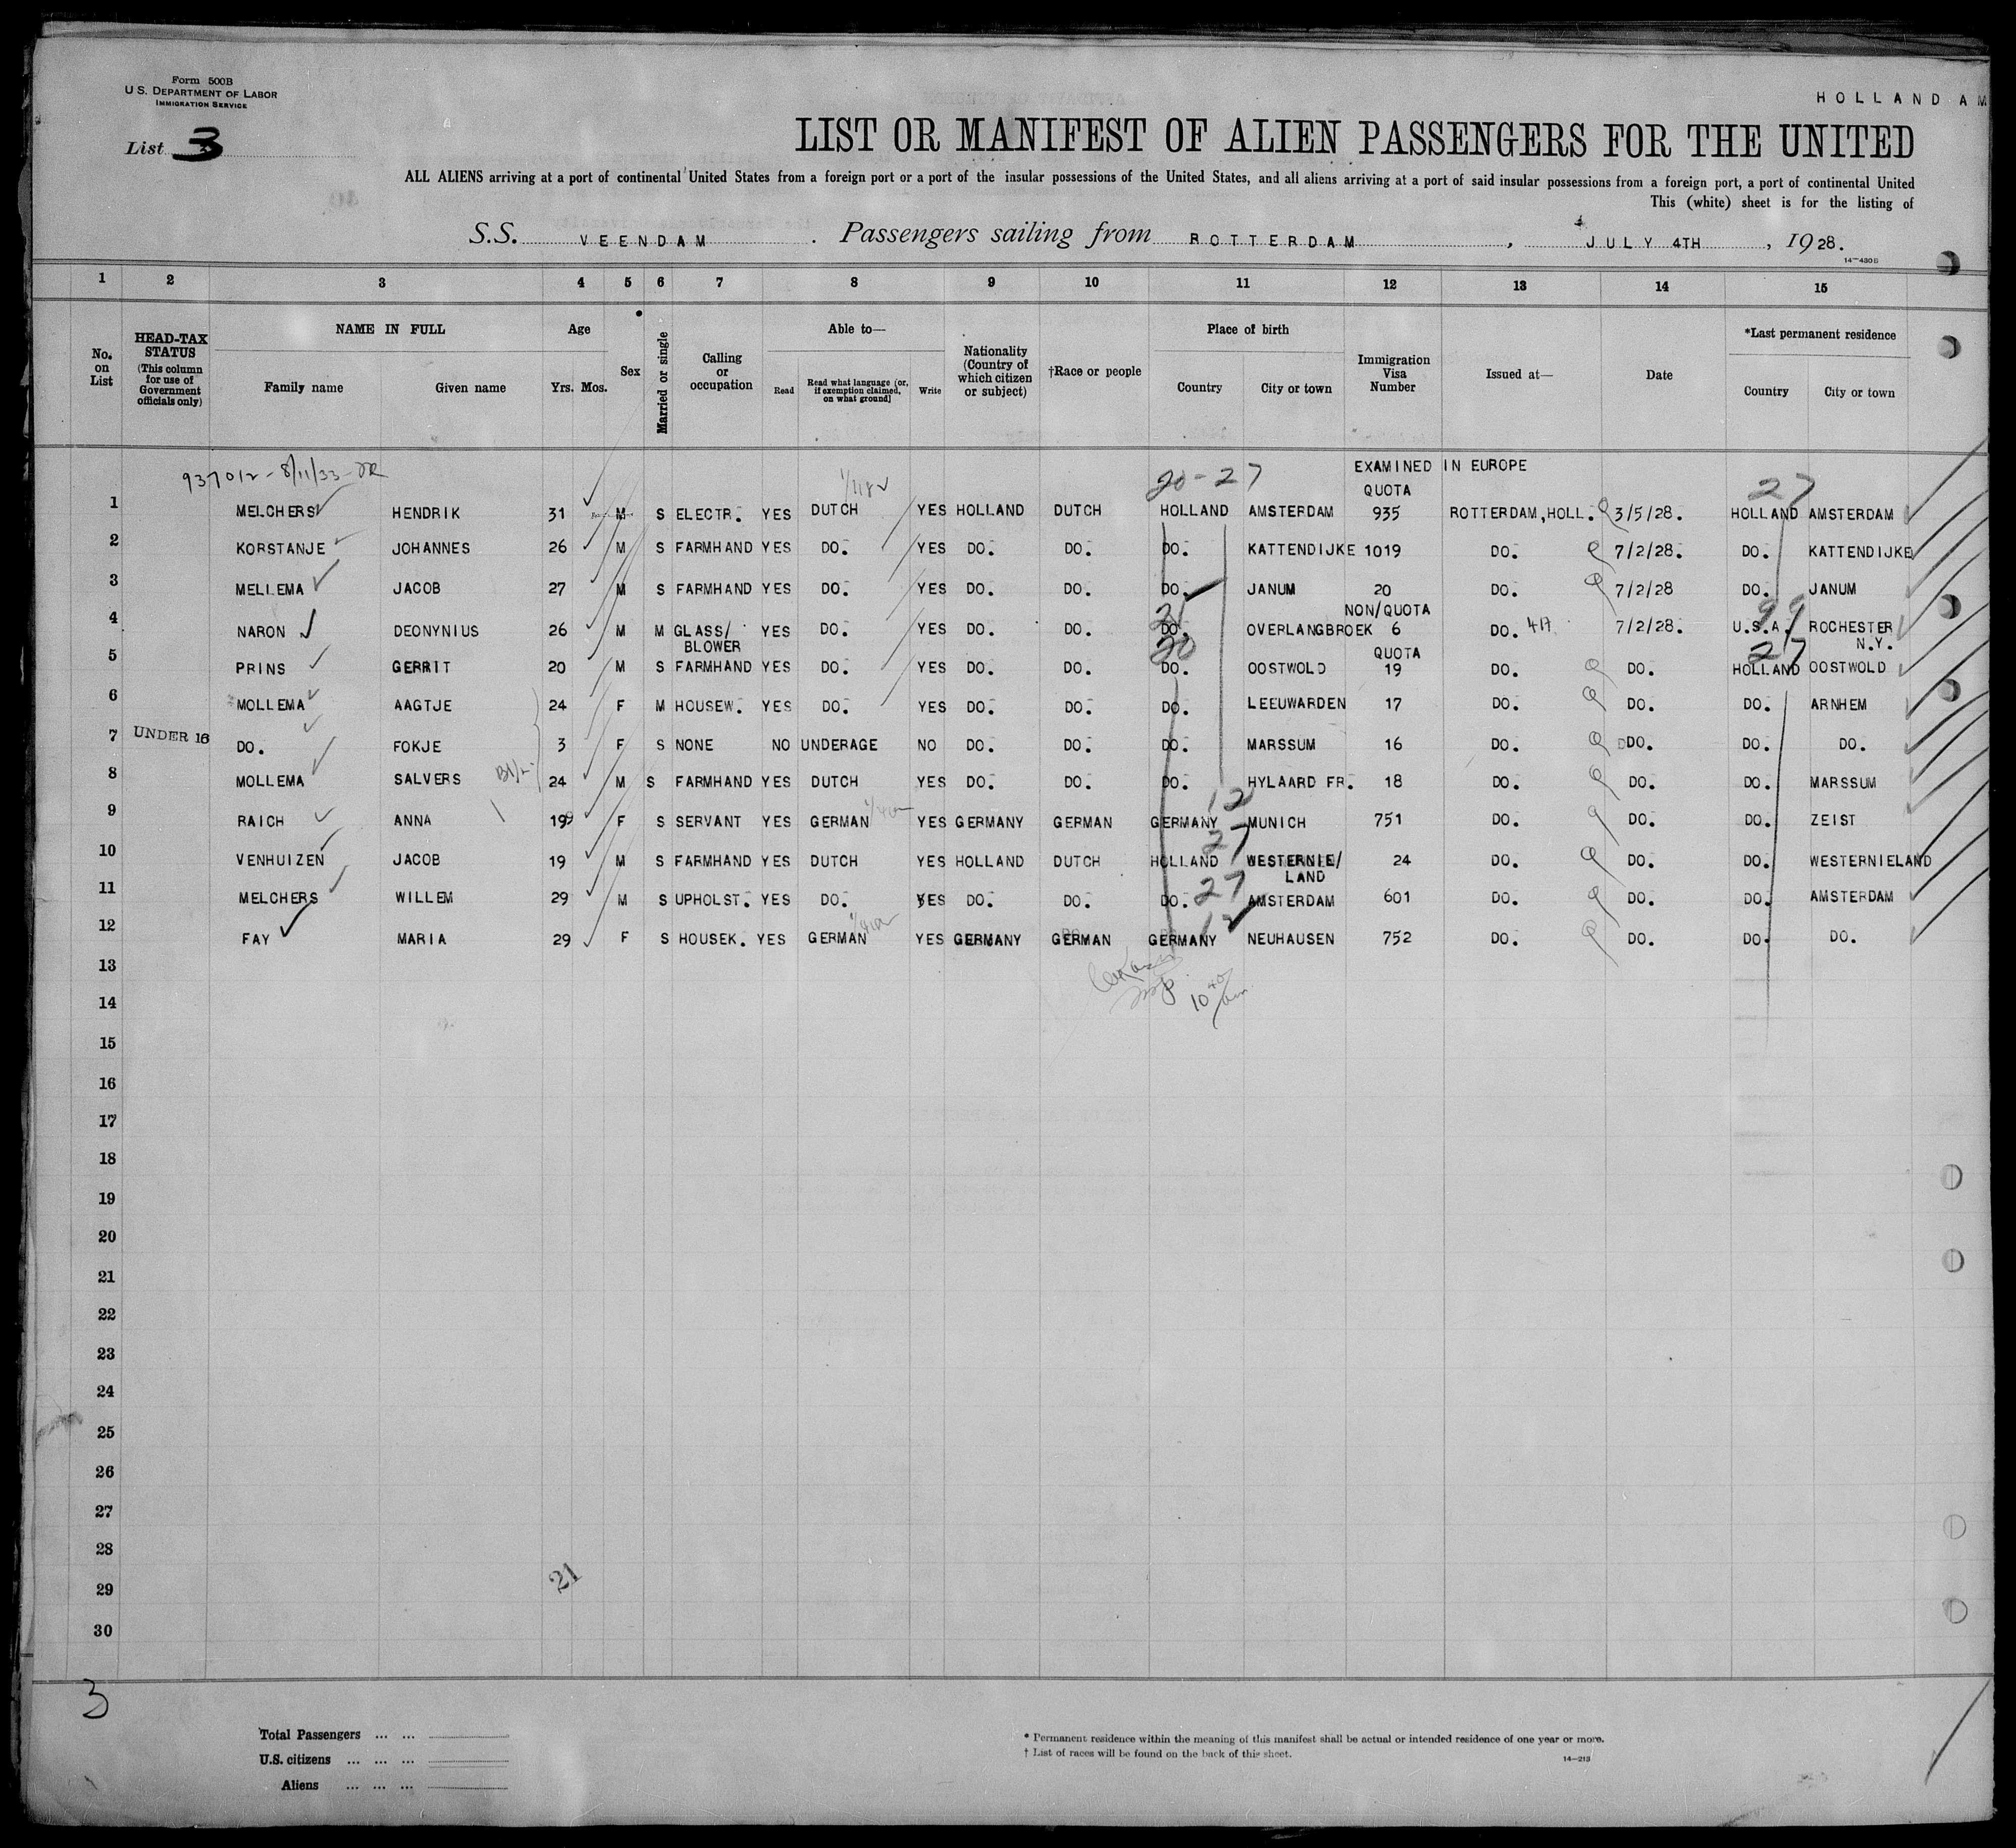 Form 500B
U.S. DEPARTMENT OF LABOR
IMMIGRATION SERVICE
HOLLAND AM
List 3
LIST OR MANIFEST OF ALIEN PASSENGERS FOR THE UNITED
ALL ALIENS arriving at a port of continental United States from a foreign port or a port of the insular possessions of the United States, and all aliens arriving at a port of said insular possessions from a foreign port, a port of continental United
This (white) sheet is for the listing of
S.S. VEENDAM. Passengers sailing from ROTTERDAM, JULY 4TH, 1928.
14-430B
1 2 3 4 5 6 7 8 9 10 11 12 13 14 15
No. on List
HEAD-TAX STATUS
(This column for use of Government officials only)
NAME IN FULL
Family name Given name
Age
Yrs. Mos.
Sex
Married or single
Calling or occupation
Able to—
Read
Read what language (or, if exemption claimed, on what ground)
Write
Nationality (Country of which citizen or subject)
†Race or people
Place of birth
Country City or town
Immigration Visa Number
Issued at—
Date
*Last permanent residence
Country City or town
937012-8/11/33-
20-27
EXAMINED IN EUROPE
QUOTA
27
1 MELCHERS HENDRIK 31 M S ELECTR. YES DUTCH YES HOLLAND DUTCH HOLLAND AMSTERDAM 935 ROTTERDAM, HOLL. 3/5/28. HOLLAND AMSTERDAM
2 KORSTANJE JOHANNES 26 M S FARMHAND YES DO. YES DO. DO. DO. KATTENDIJKE 1019 DO. 7/2/28. DO. KATTENDIJKE
3 MELLEMA JACOB 27 M S FARMHAND YES DO. YES DO. DO. DO. JANUM 20 DO. 7/2/28 DO. JANUM
21 NON/QUOTA 99
4 NARON DEONYNIUS 26 M M GLASS/ YES DO. YES DO. DO. DO. OVERLANGBROEK 6 DO. 4A 7/2/28. U.S.A. ROCHESTER
BLOWER 20 QUOTA 27 N.Y.
5 PRINS GERRIT 20 M S FARMHAND YES DO. YES DO. DO. DO. OOSTWOLD 19 DO. DO. HOLLAND OOSTWOLD
6 MOLLEMA AAGTJE 24 F M HOUSEW. YES DO. YES DO. DO. DO. LEEUWARDEN 17 DO. DO. DO. ARNHEM
7 UNDER 16 DO. FOKJE 3 F S NONE NO UNDERAGE NO DO. DO. DO. MARSSUM 16 DO. DO. DO. DO.
8 MOLLEMA SALVERS 24 M S FARMHAND YES DUTCH YES DO. DO. DO. HYLAARD FR. 18 DO. DO. DO. MARSSUM
12
9 RAICH ANNA 19 F S SERVANT YES GERMAN YES GERMANY GERMAN GERMANY MUNICH 751 DO. DO. DO. ZEIST
27
10 VENHUIZEN JACOB 19 M S FARMHAND YES DUTCH YES HOLLAND DUTCH HOLLAND WESTERNIE/ 24 DO. DO. DO. WESTERNIELAND
27 LAND
11 MELCHERS WILLEM 29 M S UPHOLST. YES DO. YES DO. DO. DO. AMSTERDAM 601 DO. DO. DO. AMSTERDAM
12
12 FAY MARIA 29 F S HOUSEK. YES GERMAN YES GERMANY GERMAN GERMANY NEUHAUSEN 752 DO. DO. DO. DO.
13
14
15
16
17
18
19
20
21
22
23
24
25
26
27
28
29 21
30
3
Total Passengers ... ...
U.S. citizens ... ... ...
Aliens ... ... ...
* Permanent residence within the meaning of this manifest shall be actual or intended residence of one year or more.
† List of races will be found on the back of this sheet.
14-213